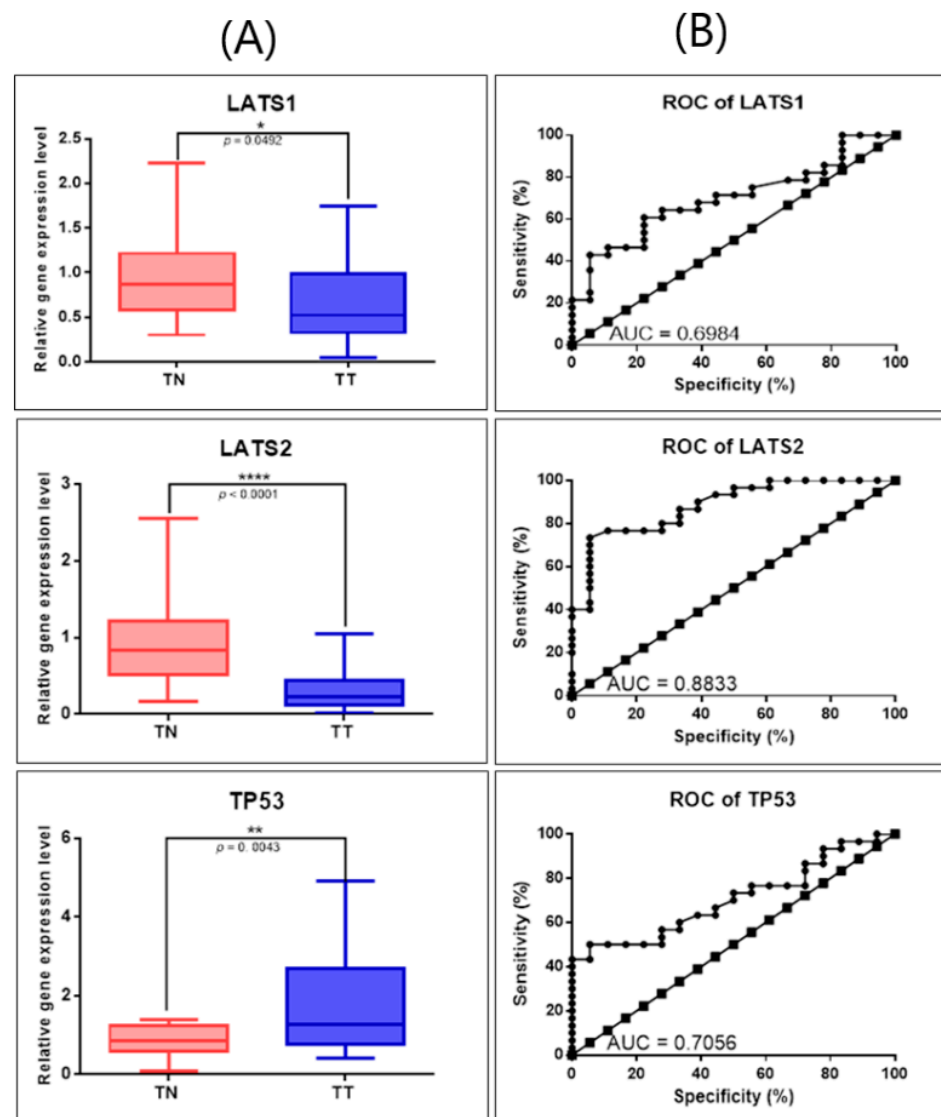 (A) (B)
LATS1
*
p = 0.0492
Relative gene expression level
2.5
2.0
1.5
1.0
0.5
0.0
TN TT
ROC of LATS1
Sensitivity (%)
100
80
60
40
20
0
AUC = 0.6984
0 20 40 60 80 100
Specificity (%)
LATS2
****
p < 0.0001
Relative gene expression level
3
2
1
0
TN TT
ROC of LATS2
Sensitivity (%)
100
80
60
40
20
0
AUC = 0.8833
0 20 40 60 80 100
Specificity (%)
TP53
**
p = 0.0043
Relative gene expression level
6
4
2
0
TN TT
ROC of TP53
Sensitivity (%)
100
80
60
40
20
0
AUC = 0.7056
0 20 40 60 80 100
Specificity (%)